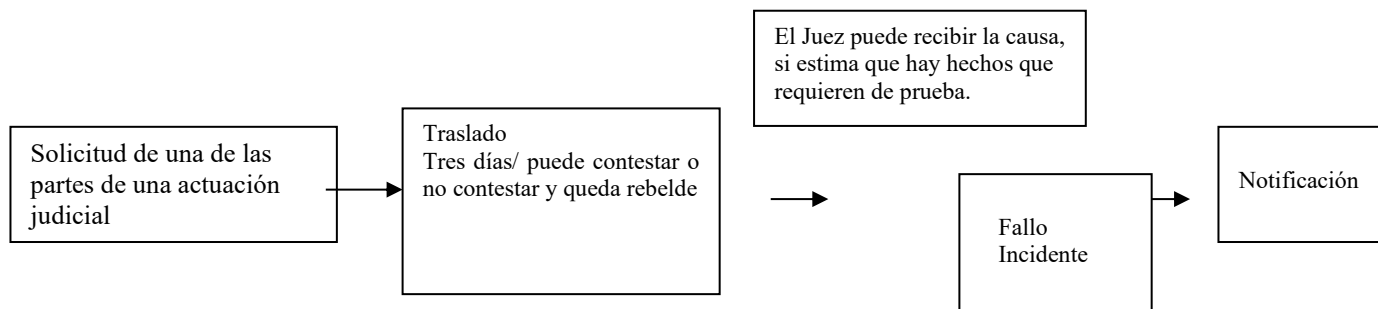 Solicitud de una de las
partes de una actuación
judicial
Traslado
Tres días/ puede contestar o
no contestar y queda rebelde
El Juez puede recibir la causa,
si estima que hay hechos que
requieren de prueba.
Fallo
Incidente
Notificación